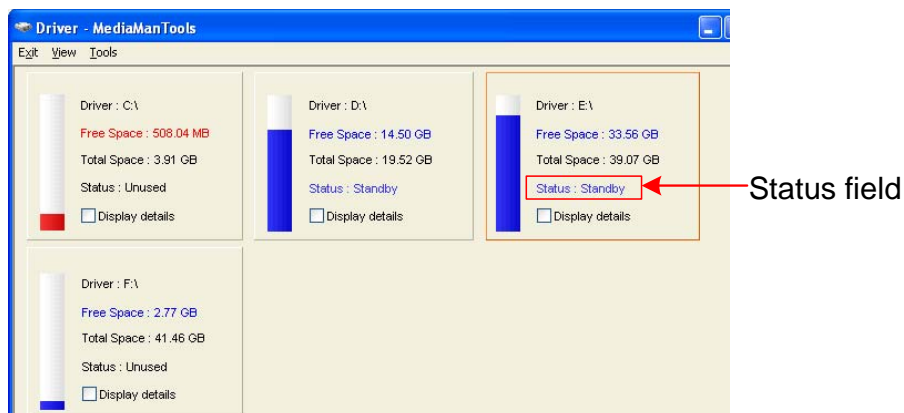 Driver - MediaManTools
Exit View Tools
Driver : C:\
Free Space : 508.04 MB
Total Space : 3.91 GB
Status : Unused
Display details
Driver : D:\
Free Space : 14.50 GB
Total Space : 19.52 GB
Status : Standby
Display details
Driver : E:\
Free Space : 33.56 GB
Total Space : 39.07 GB
Status : Standby
Display details
Status field
Driver : F:\
Free Space : 2.77 GB
Total Space : 41.46 GB
Status : Unused
Display details